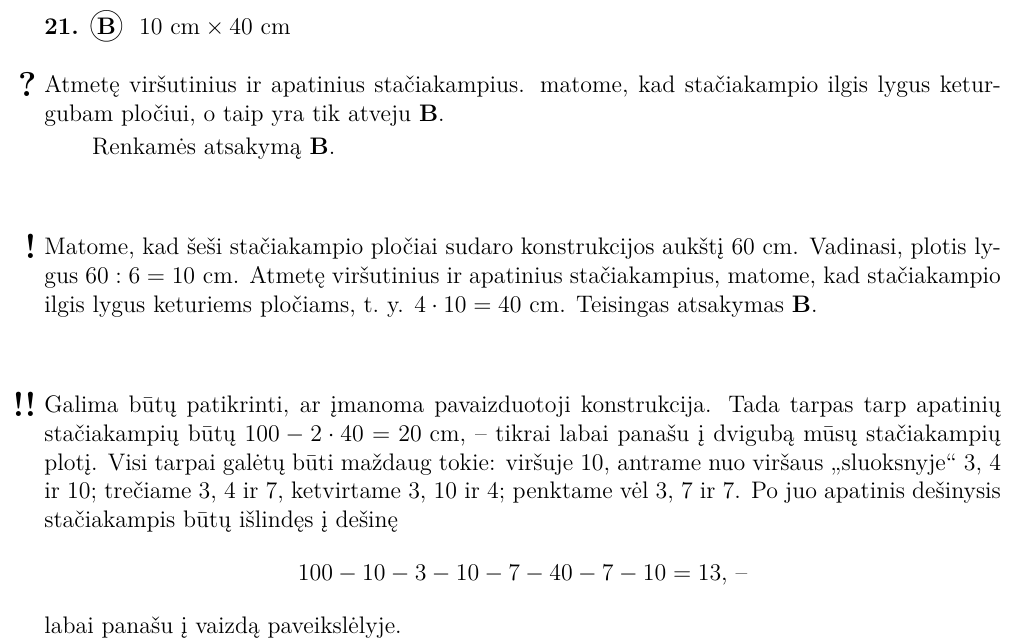 21. B 10 cm × 40 cm
? Atmetę viršutinius ir apatinius stačiakampius. matome, kad stačiakampio ilgis lygus ketur-
gubam pločiui, o taip yra tik atveju B.
Renkamės atsakymą B.
! Matome, kad šeši stačiakampio pločiai sudaro konstrukcijos aukštį 60 cm. Vadinasi, plotis ly-
gus 60 : 6 = 10 cm. Atmetę viršutinius ir apatinius stačiakampius, matome, kad stačiakampio
ilgis lygus keturiems pločiams, t. y. 4 · 10 = 40 cm. Teisingas atsakymas B.
!! Galima būtų patikrinti, ar įmanoma pavaizduotoji konstrukcija. Tada tarpas tarp apatinių
stačiakampių būtų 100 − 2 · 40 = 20 cm, – tikrai labai panašu į dvigubą mūsų stačiakampių
plotį. Visi tarpai galėtų būti maždaug tokie: viršuje 10, antrame nuo viršaus „sluoksnyje“ 3, 4
ir 10; trečiame 3, 4 ir 7, ketvirtame 3, 10 ir 4; penktame vėl 3, 7 ir 7. Po juo apatinis dešinysis
stačiakampis būtų išlindęs į dešinę
100 − 10 − 3 − 10 − 7 − 40 − 7 − 10 = 13, –
labai panašu į vaizdą paveikslėlyje.